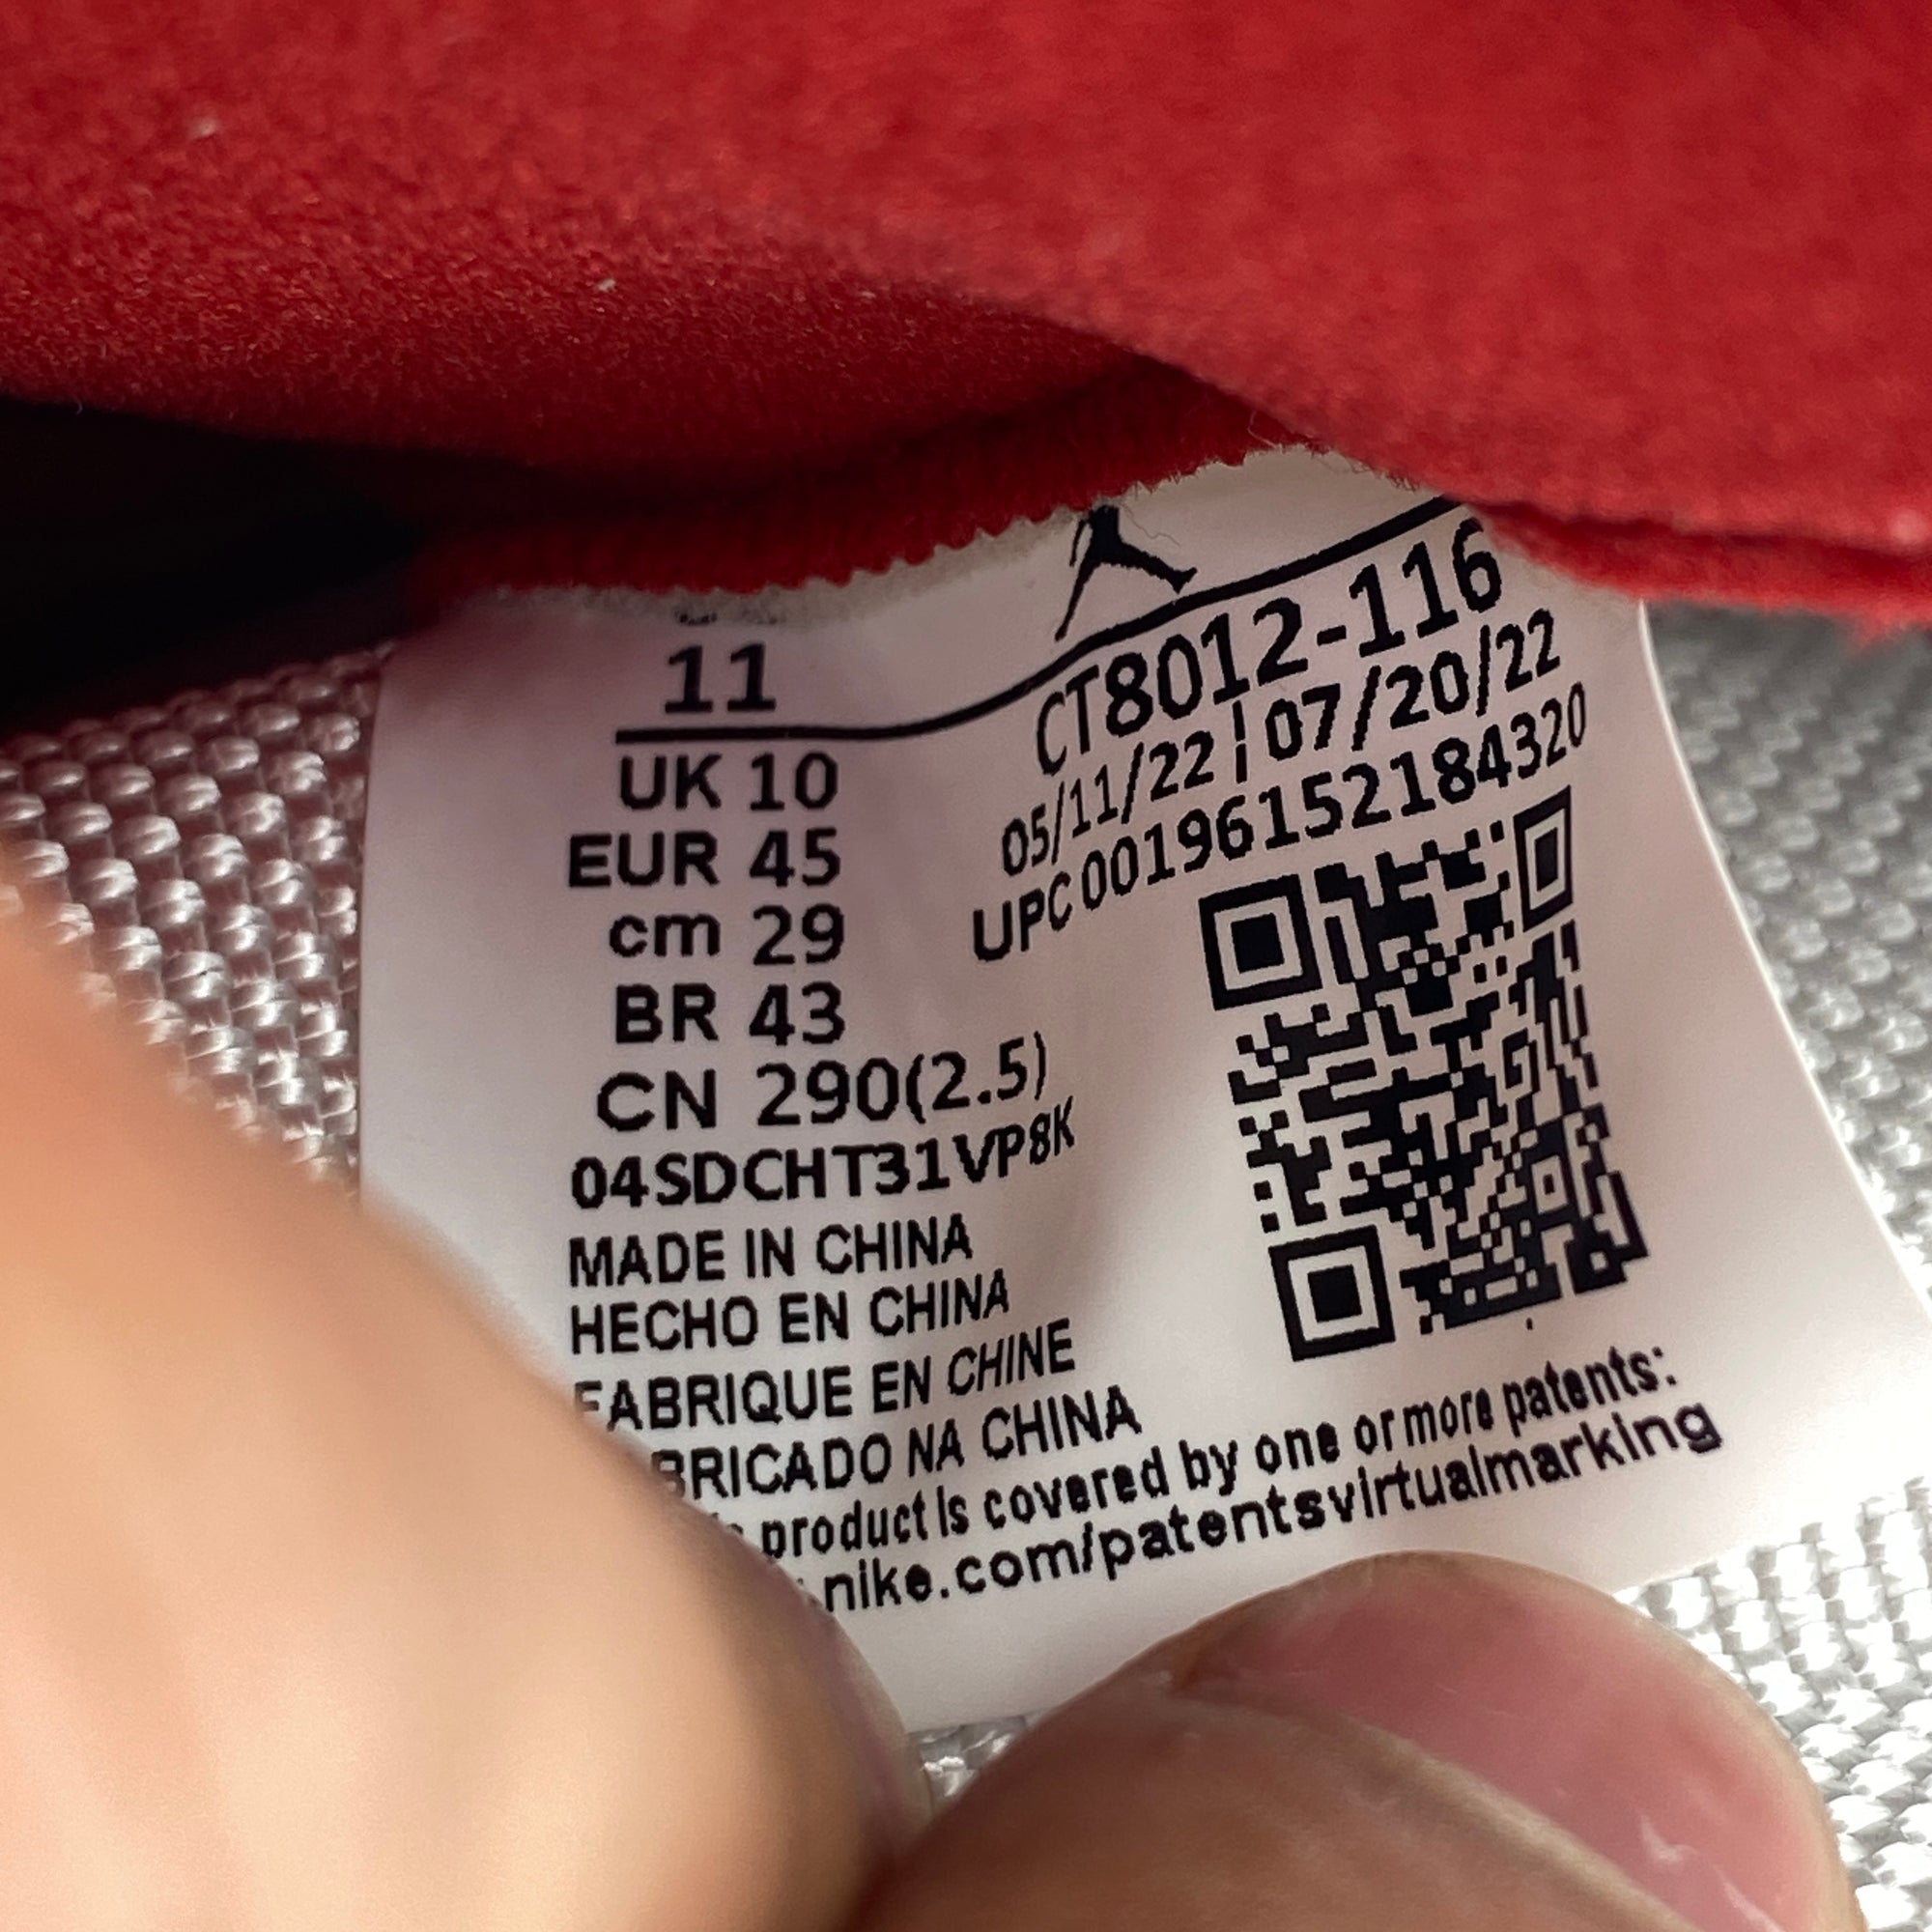 11
UK 10
EUR 45
cm 29
BR 43
CN 290(2.5)
04SDCHT31VP8K
MADE IN CHINA
HECHO EN CHINA
FABRIQUE EN CHINE
BRICADO NA CHINA
product is covered by one or more patents:
.nike.com/patentsvirtualmarking
CT8012-116
05/11/22 | 07/20/22
UPC00196152184320